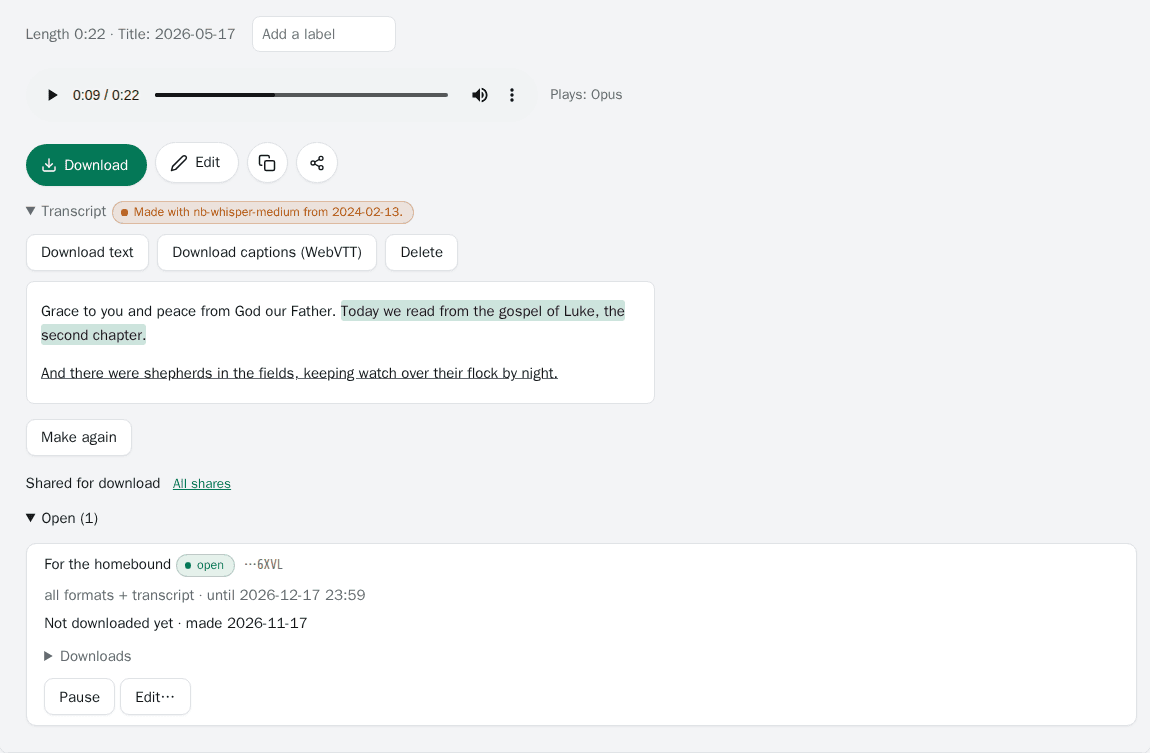 Length 0:22 · Title: 2026-05-17 Add a label
0:09 / 0:22 Plays: Opus
Download Edit
Transcript Made with nb-whisper-medium from 2024-02-13.
Download text Download captions (WebVTT) Delete
Grace to you and peace from God our Father. Today we read from the gospel of Luke, the
second chapter.
And there were shepherds in the fields, keeping watch over their flock by night.
Make again
Shared for download All shares
Open (1)
For the homebound open …6XVL
all formats + transcript · until 2026-12-17 23:59
Not downloaded yet · made 2026-11-17
Downloads
Pause Edit…